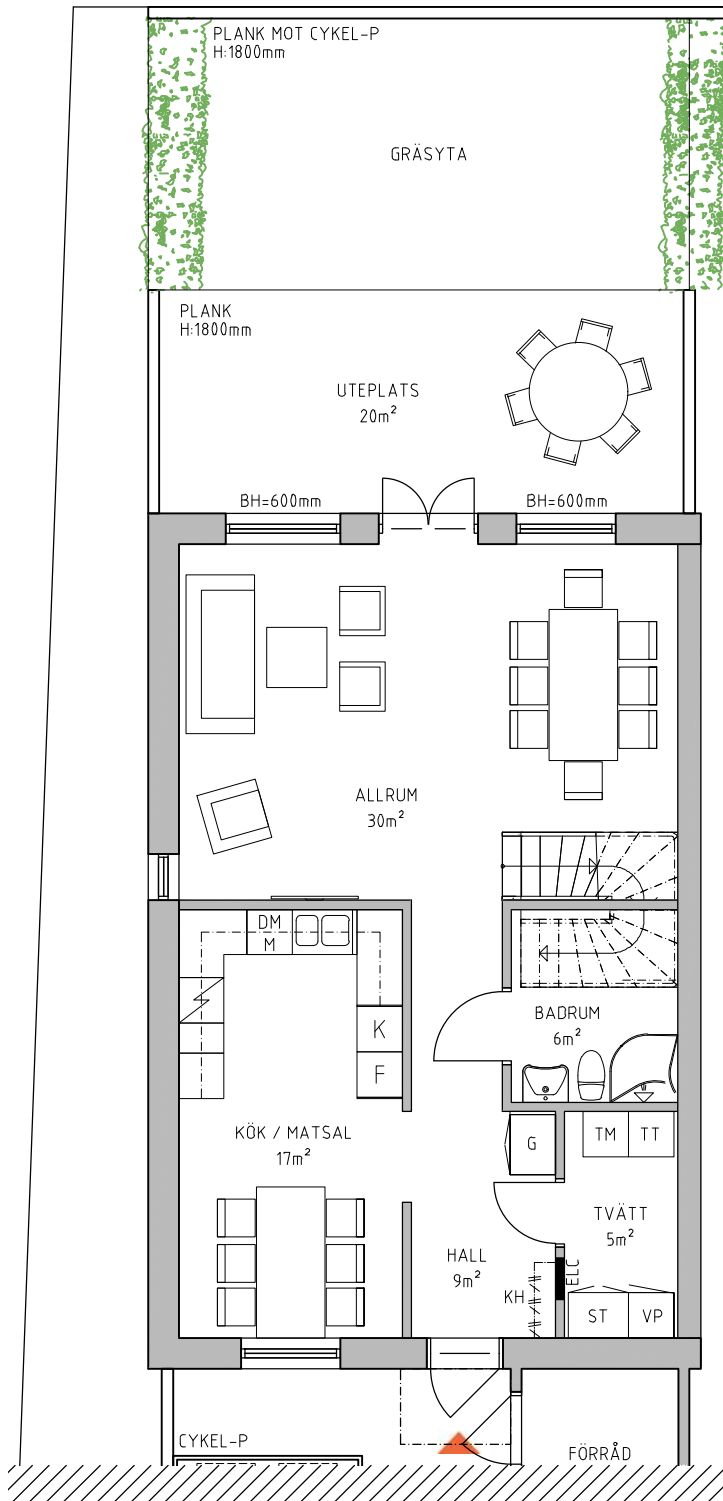 PLANK MOT CYKEL-P
H:1800mm
GRÄSYTA
PLANK
H:1800mm
UTEPLATS
20m²
BH=600mm
BH=600mm
ALLRUM
30m²
DM
M
K
F
BADRUM
6m²
KÖK / MATSAL
17m²
G
TM
TT
TVÄTT
5m²
HALL
9m²
ELC
KH
ST
VP
CYKEL-P
FÖRRÅD